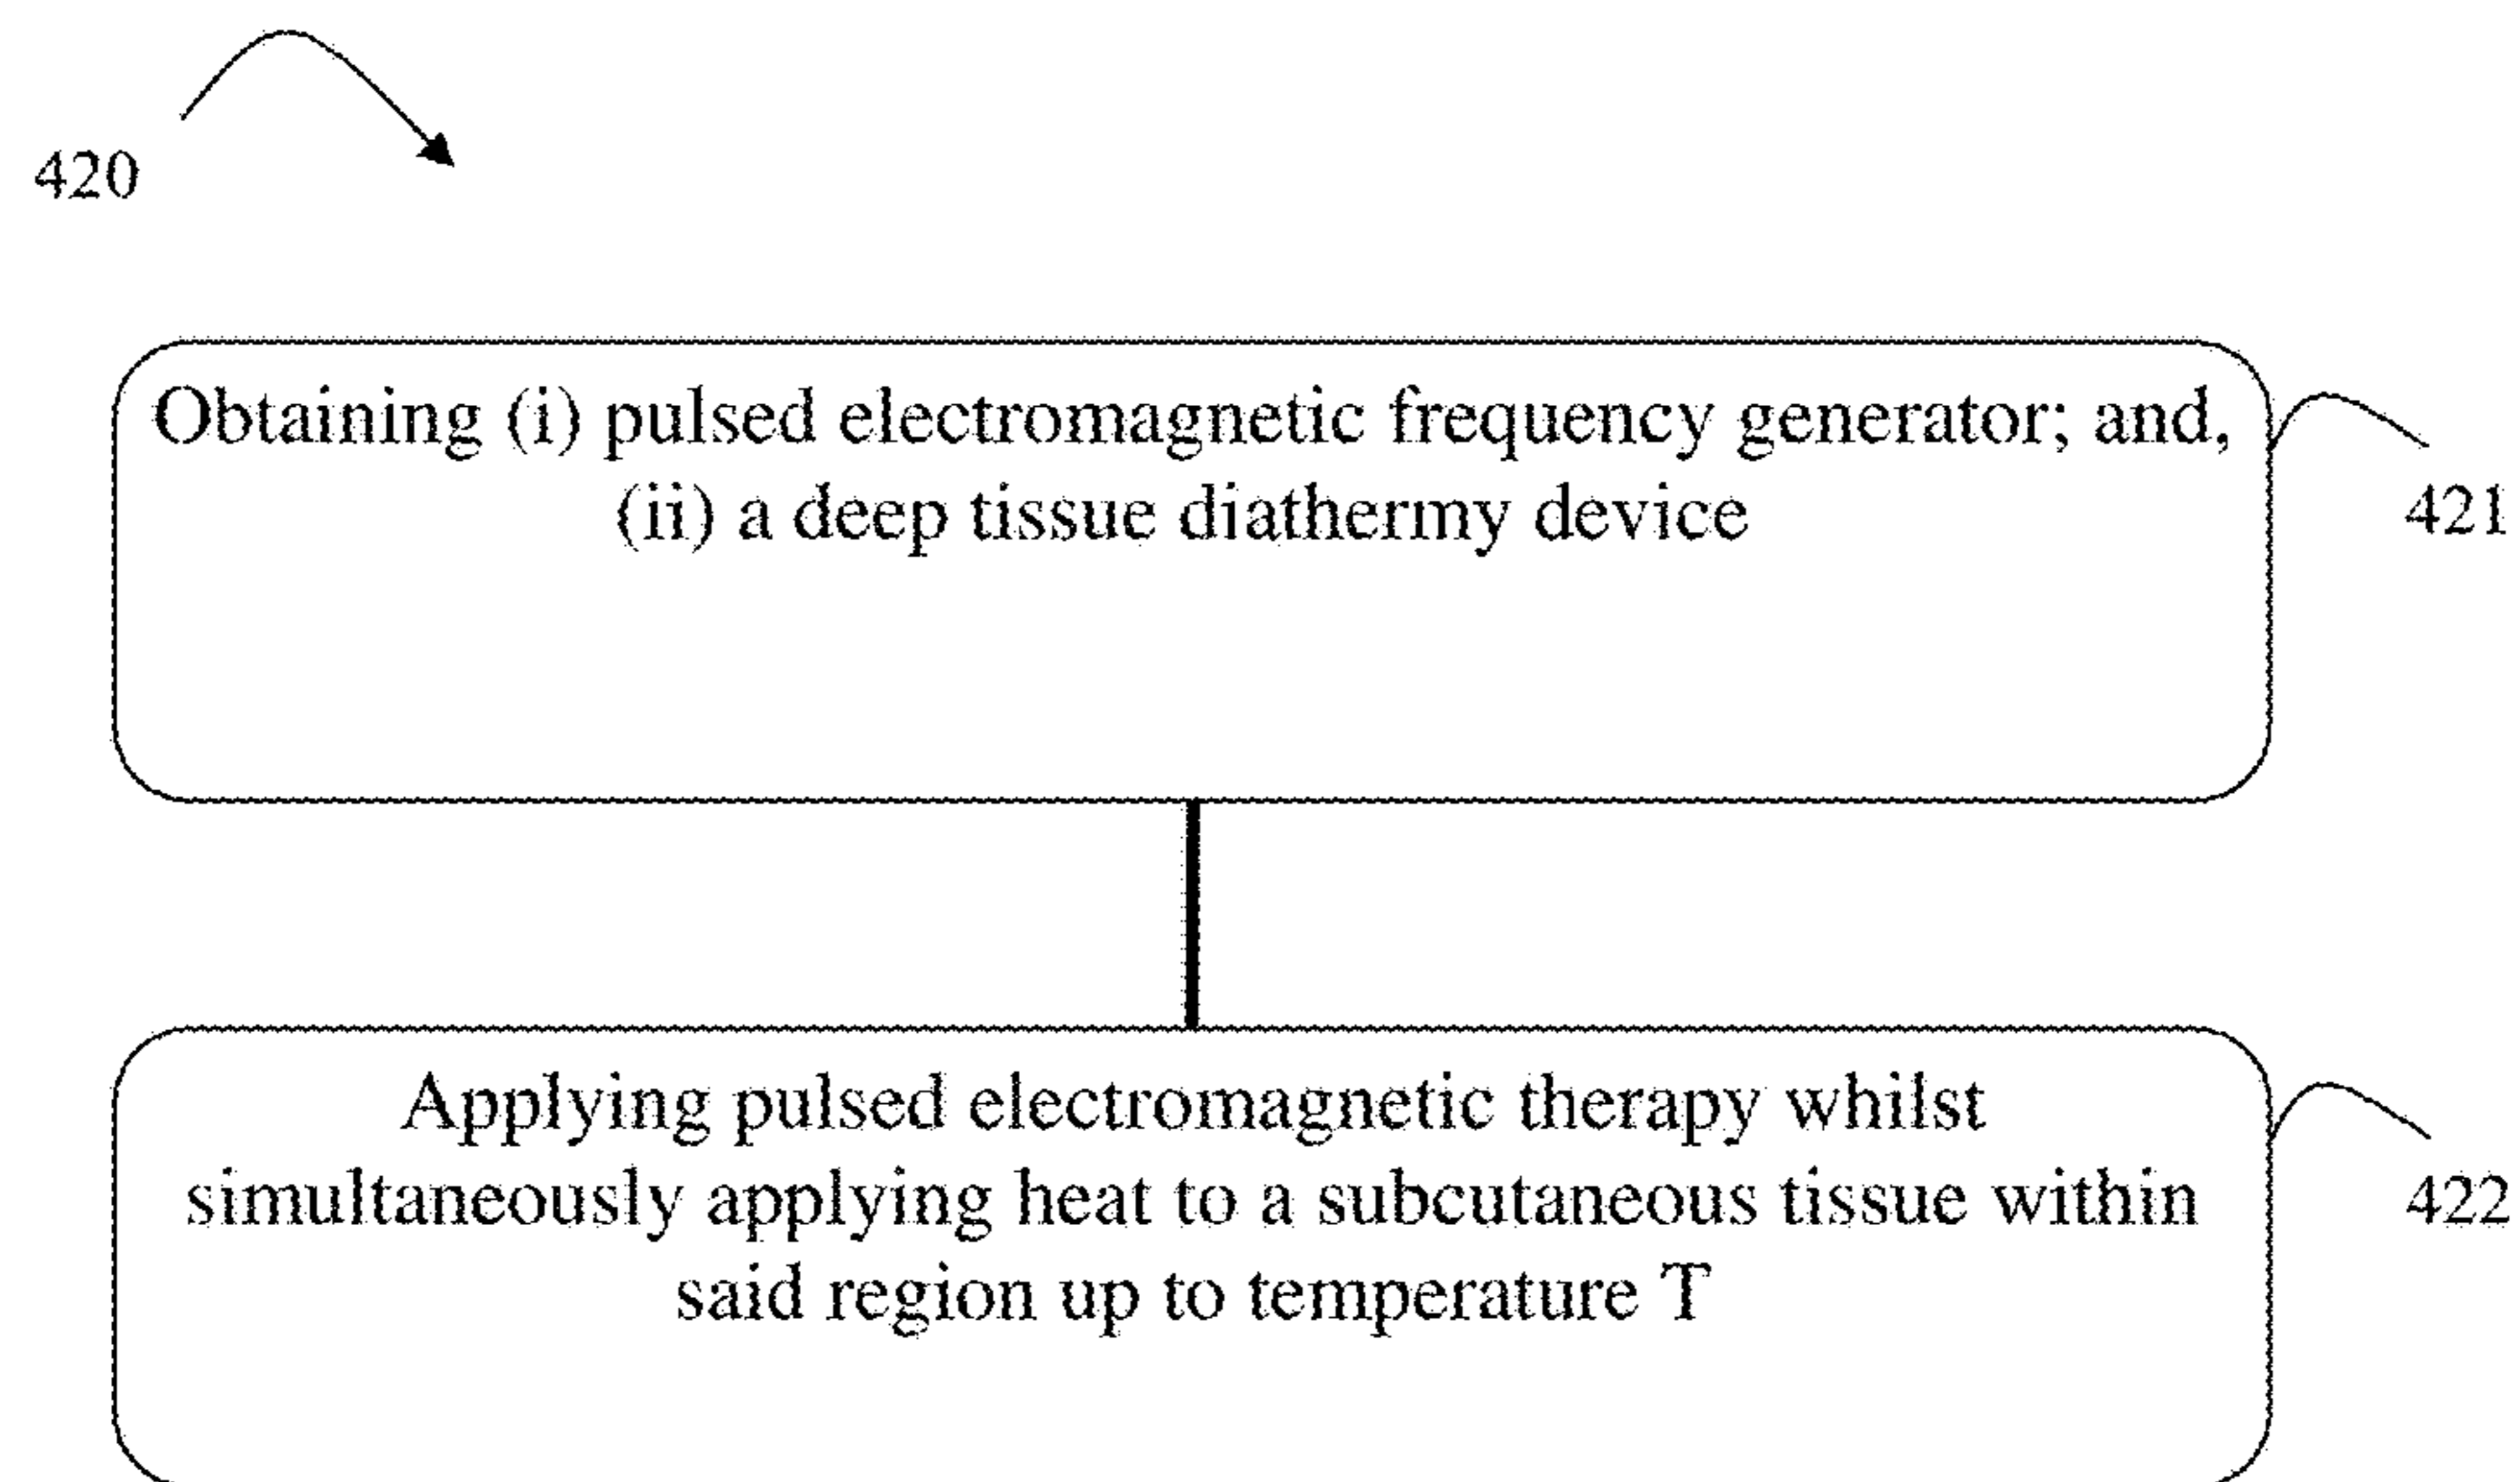 420
Obtaining (i) pulsed electromagnetic frequency generator; and,
(ii) a deep tissue diathermy device
421
Applying pulsed electromagnetic therapy whilst
simultaneously applying heat to a subcutaneous tissue within
said region up to temperature T
422